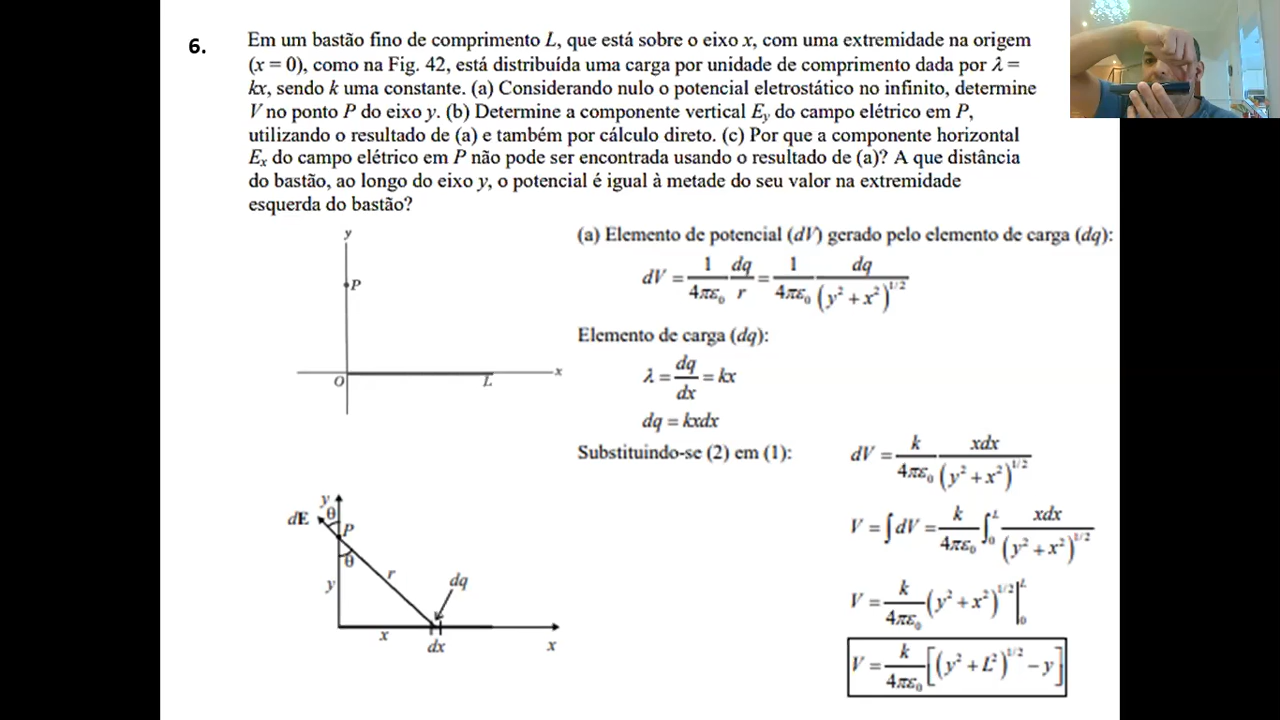 6.
Em um bastão fino de comprimento L, que está sobre o eixo x, com uma extremidade na origem
(x = 0), como na Fig. 42, está distribuída uma carga por unidade de comprimento dada por λ =
kx, sendo k uma constante. (a) Considerando nulo o potencial eletrostático no infinito, determine
V no ponto P do eixo y. (b) Determine a componente vertical E_y do campo elétrico em P,
utilizando o resultado de (a) e também por cálculo direto. (c) Por que a componente horizontal
E_x do campo elétrico em P não pode ser encontrada usando o resultado de (a)? A que distância
do bastão, ao longo do eixo y, o potencial é igual à metade do seu valor na extremidade
esquerda do bastão?
y
P
O
L
x
(a) Elemento de potencial (dV) gerado pelo elemento de carga (dq):
dV = 1/(4πε₀) dq/r = 1/(4πε₀) dq/(y² + x²)^{1/2}
Elemento de carga (dq):
λ = dq/dx = kx
dq = kxdx
Substituindo-se (2) em (1):
dV = k/(4πε₀) xdx/(y² + x²)^{1/2}
V = ∫dV = k/(4πε₀) ∫₀^L xdx/(y² + x²)^{1/2}
V = k/(4πε₀) (y² + x²)^{1/2} |₀^L
V = k/(4πε₀) [(y² + L²)^{1/2} − y]
y
dE
θ
P
θ
y
r
dq
x
dx
x